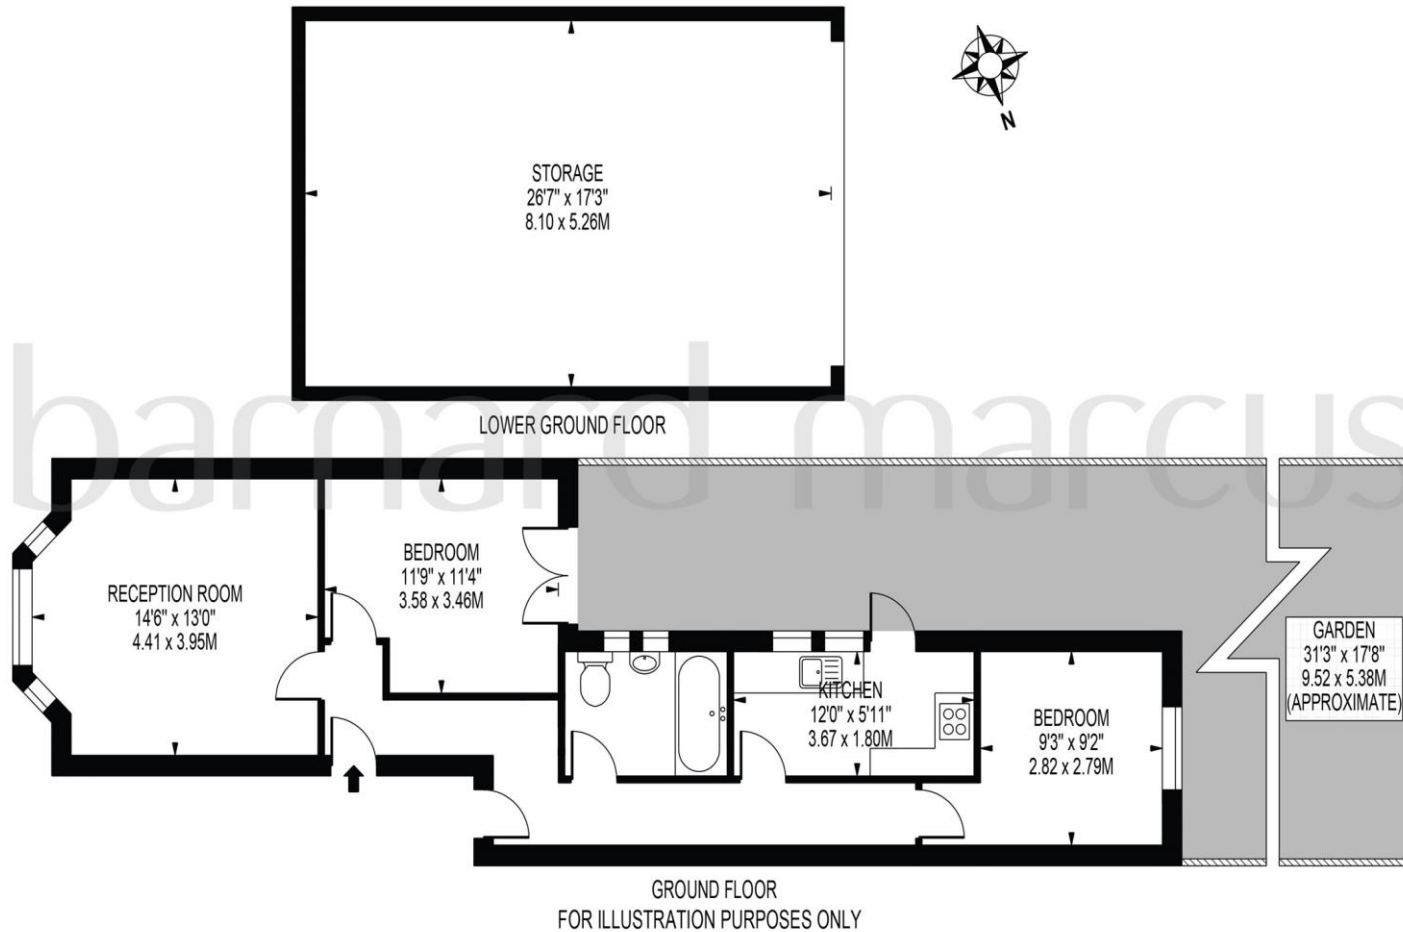 N
STORAGE
26'7" x 17'3"
8.10 x 5.26M
LOWER GROUND FLOOR
barnard marcus
RECEPTION ROOM
14'6" x 13'0"
4.41 x 3.95M
BEDROOM
11'9" x 11'4"
3.58 x 3.46M
KITCHEN
12'0" x 5'11"
3.67 x 1.80M
BEDROOM
9'3" x 9'2"
2.82 x 2.79M
GARDEN
31'3" x 17'8"
9.52 x 5.38M
(APPROXIMATE)
GROUND FLOOR
FOR ILLUSTRATION PURPOSES ONLY